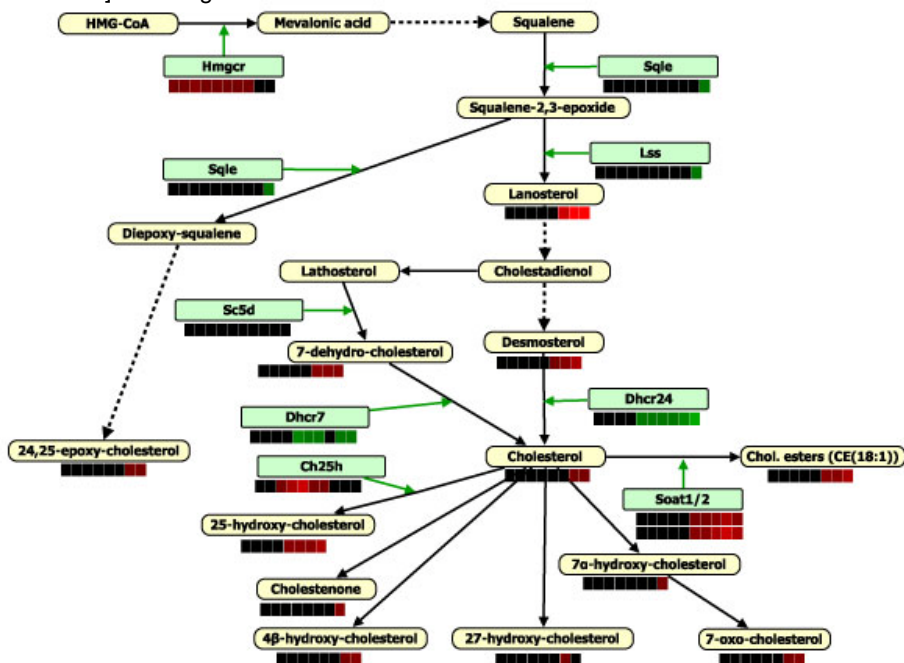 HMG-CoA
Mevalonic acid
Squalene
Hmgcr
Sqle
Squalene-2,3-epoxide
Sqle
Lss
Lanosterol
Diepoxy-squalene
Lathosterol
Cholestadienol
Sc5d
7-dehydro-cholesterol
Desmosterol
Dhcr7
Dhcr24
24,25-epoxy-cholesterol
Cholesterol
Chol. esters (CE(18:1))
Ch25h
Soat1/2
25-hydroxy-cholesterol
7α-hydroxy-cholesterol
Cholestenone
4β-hydroxy-cholesterol
27-hydroxy-cholesterol
7-oxo-cholesterol